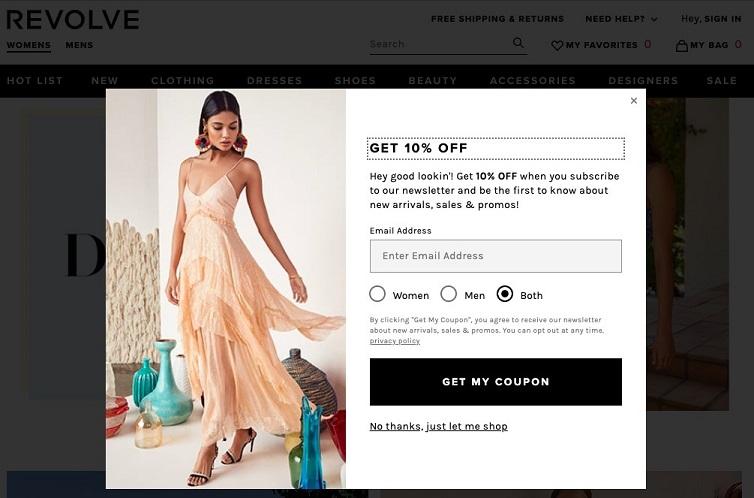 REVOLVE
FREE SHIPPING & RETURNS NEED HELP? Hey, SIGN IN
WOMENS MENS
Search
MY FAVORITES 0 MY BAG 0
HOT LIST NEW CLOTHING DRESSES SHOES BEAUTY ACCESSORIES DESIGNERS SALE
D
×
GET 10% OFF
Hey good lookin'! Get 10% OFF when you subscribe
to our newsletter and be the first to know about
new arrivals, sales & promos!
Email Address
Enter Email Address
Women Men Both
By clicking "Get My Coupon", you agree to receive our newsletter
about new arrivals, sales & promos. You can opt out at any time.
privacy policy
GET MY COUPON
No thanks, just let me shop